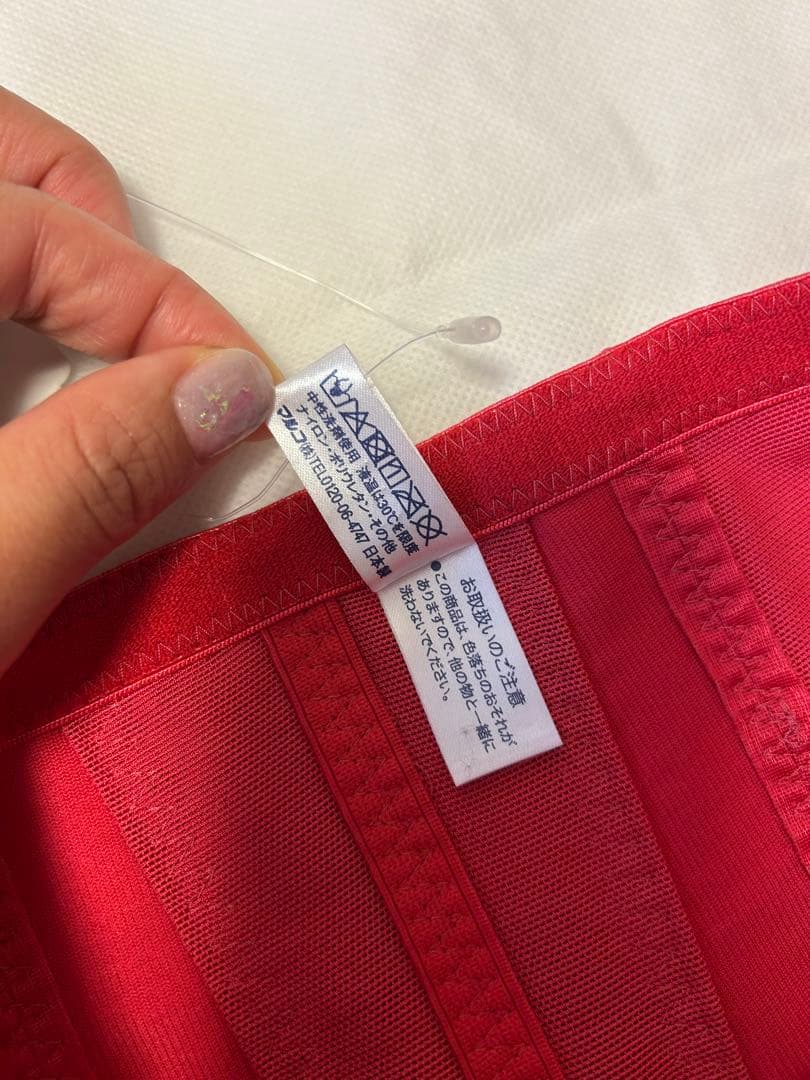 中性洗剤使用 液温は30℃を限度
ナイロン・ポリウレタン・その他
マルコ(株)TEL0120-06-4747 日本製
お取扱いのご注意
●この商品は、色落ちのおそれが
ありますので、他の物と一緒に
洗わないでください。